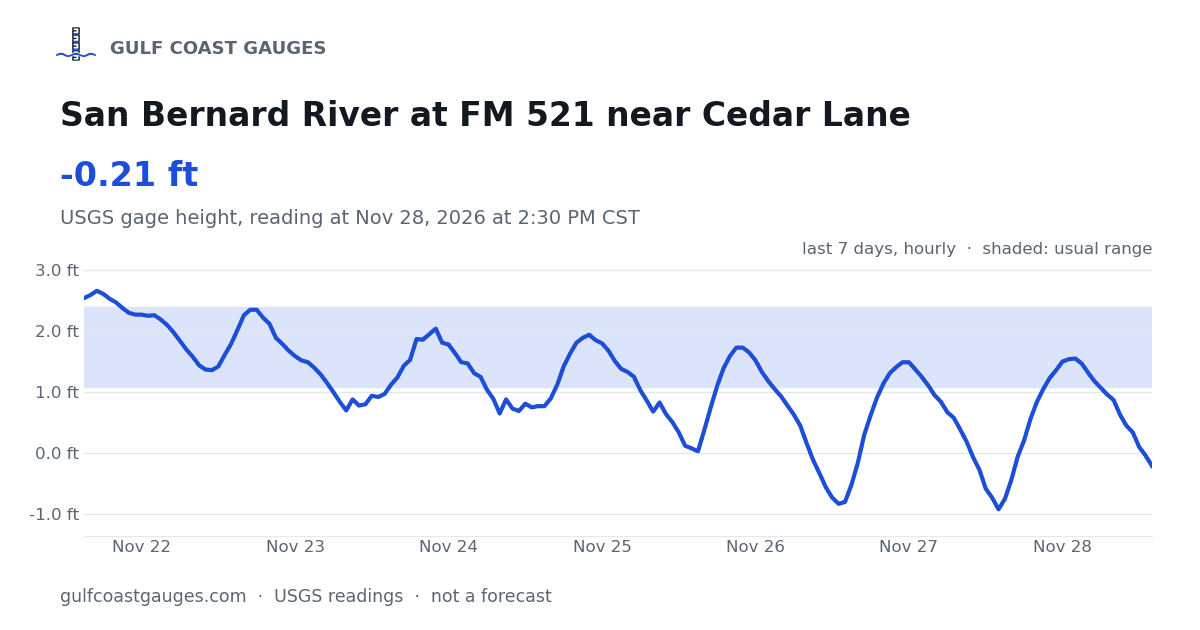 GULF COAST GAUGES
San Bernard River at FM 521 near Cedar Lane
-0.21 ft
USGS gage height, reading at Nov 28, 2026 at 2:30 PM CST
last 7 days, hourly · shaded: usual range
3.0 ft
2.0 ft
1.0 ft
0.0 ft
-1.0 ft
Nov 22 Nov 23 Nov 24 Nov 25 Nov 26 Nov 27 Nov 28
gulfcoastgauges.com · USGS readings · not a forecast